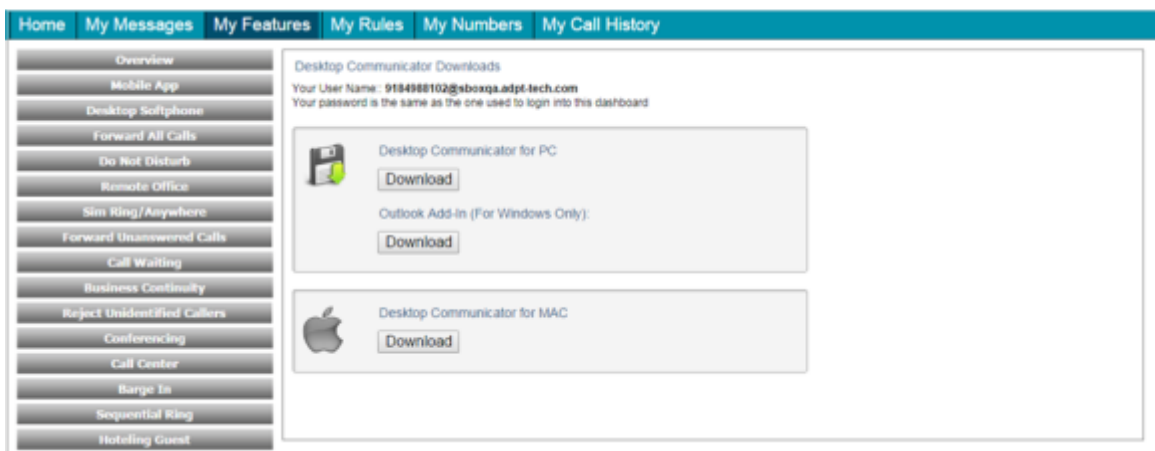 Home My Messages My Features My Rules My Numbers My Call History
Overview
Mobile App
Desktop Softphone
Forward All Calls
Do Not Disturb
Remote Office
Sim Ring/Anywhere
Forward Unanswered Calls
Call Waiting
Business Continuity
Reject Unidentified Callers
Conferencing
Call Center
Barge In
Sequential Ring
Hoteling Guest
Desktop Communicator Downloads
Your User Name: 9184988102@sboxqa.adpt-tech.com
Your password is the same as the one used to login into this dashboard
Desktop Communicator for PC
Download
Outlook Add-In (For Windows Only):
Download
Desktop Communicator for MAC
Download